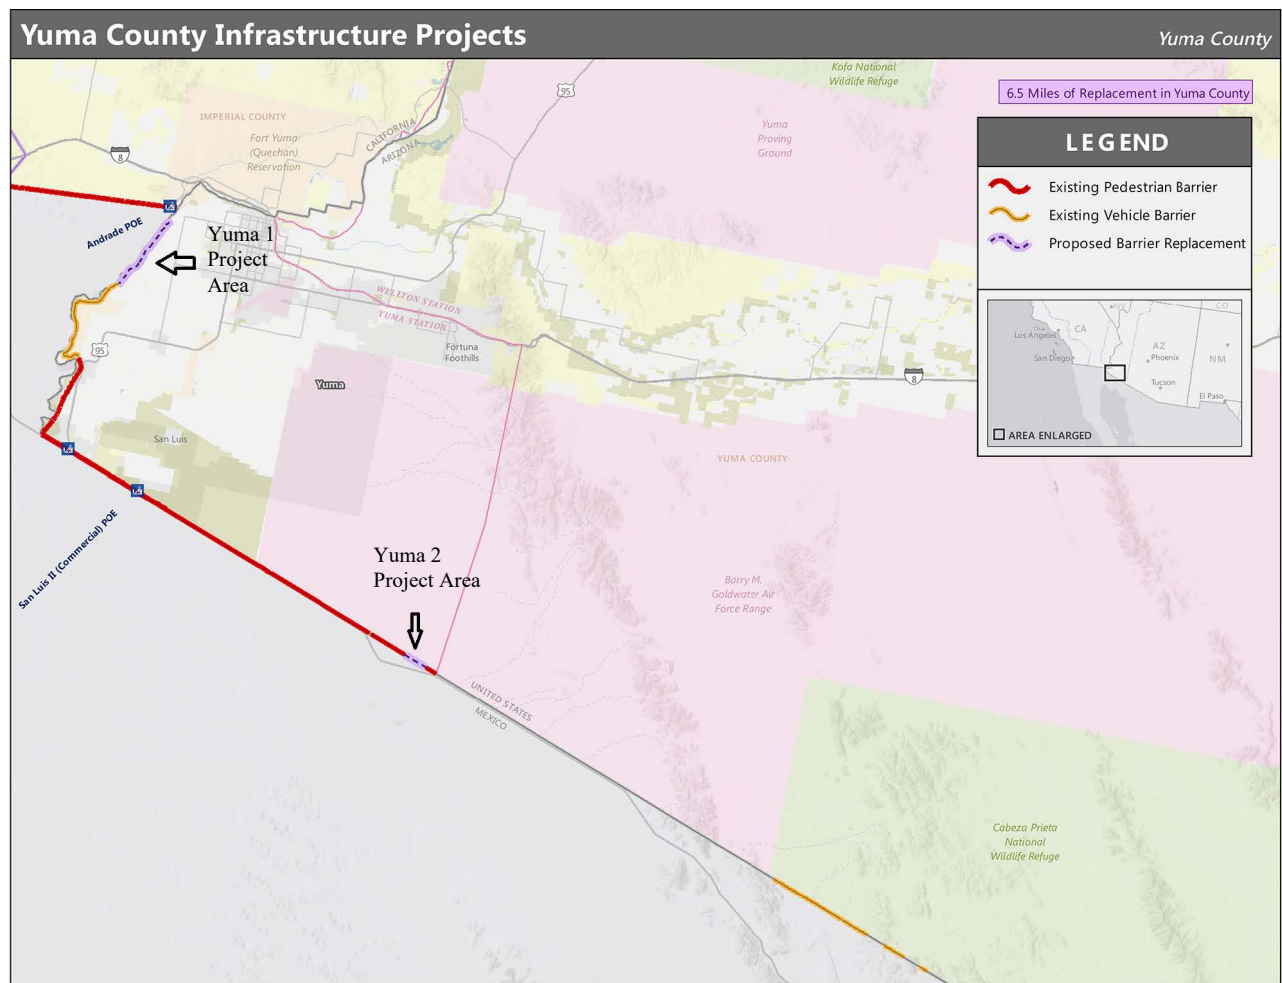 Yuma County Infrastructure Projects
Yuma County
6.5 Miles of Replacement in Yuma County
LEGEND
Existing Pedestrian Barrier
Existing Vehicle Barrier
Proposed Barrier Replacement
NV
CO
CA
Los Angeles
AZ
Phoenix
NM
San Diego
Tucson
El Paso
AREA ENLARGED
Kofa National
Wildlife Refuge
95
IMPERIAL COUNTY
CALIFORNIA
ARIZONA
Fort Yuma
(Quechan)
Reservation
Yuma
Proving
Ground
8
Andrade POE
Yuma 1
Project
Area
WELLTON STATION
YUMA STATION
Fortuna
Foothills
95
Yuma
8
San Luis
YUMA COUNTY
San Luis II (Commercial) POE
Yuma 2
Project Area
Barry M.
Goldwater Air
Force Range
UNITED STATES
MEXICO
Cabeza Prieta
National
Wildlife Refuge